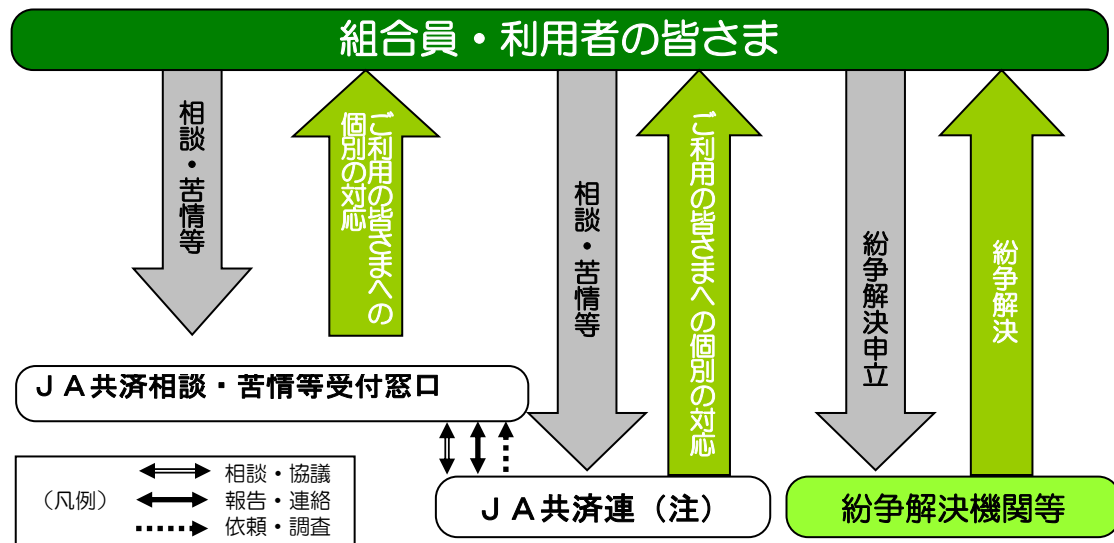 組合員・利用者の皆さま
相談・苦情等
ご利用の皆さまへの
個別の対応
相談・苦情等
ご利用の皆さまへの個別の対応
紛争解決申立
紛争解決
ＪＡ共済相談・苦情等受付窓口
ＪＡ共済連（注）
紛争解決機関等
（凡例）
相談・協議
報告・連絡
依頼・調査